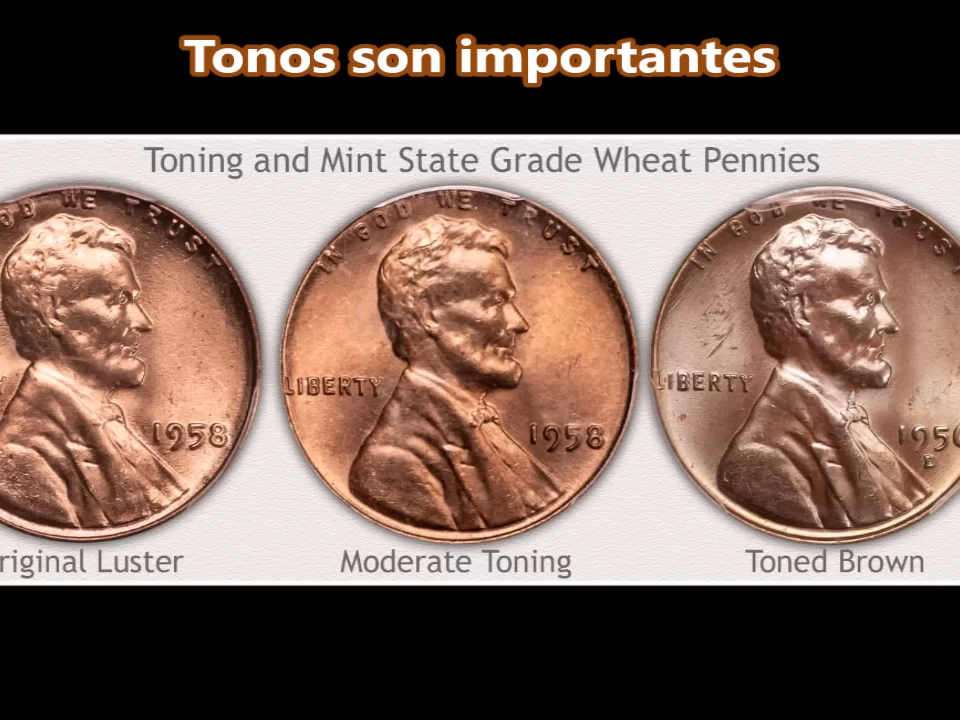 Tonos son importantes
Toning and Mint State Grade Wheat Pennies
GOD WE TRUST
IN GOD WE TRUST
IN GOD WE TRUST
LIBERTY
LIBERTY
1958
1958
195
riginal Luster
Moderate Toning
Toned Brown